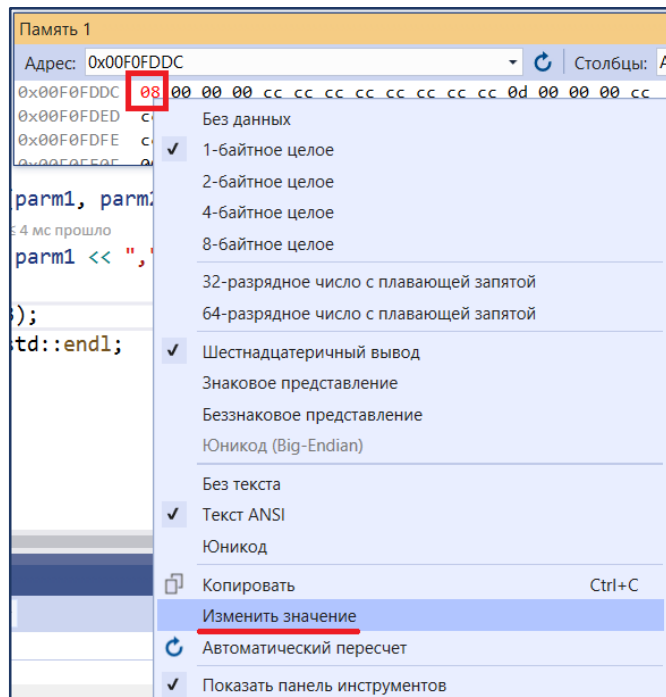 Память 1
Адрес: 0x00F0FDDC Столбцы:
0x00F0FDDC 08 00 00 00 cc cc cc cc cc cc cc cc 0d 00 00 00 cc
0x00F0FDED
0x00F0FDFE
(parm1,
4 мс прошло
parm1 << ","
);
td::endl;
Без данных
1-байтное целое
2-байтное целое
4-байтное целое
8-байтное целое
32-разрядное число с плавающей запятой
64-разрядное число с плавающей запятой
Шестнадцатеричный вывод
Знаковое представление
Беззнаковое представление
Юникод (Big-Endian)
Без текста
Текст ANSI
Юникод
Копировать Ctrl+C
Изменить значение
Автоматический пересчет
Показать панель инструментов